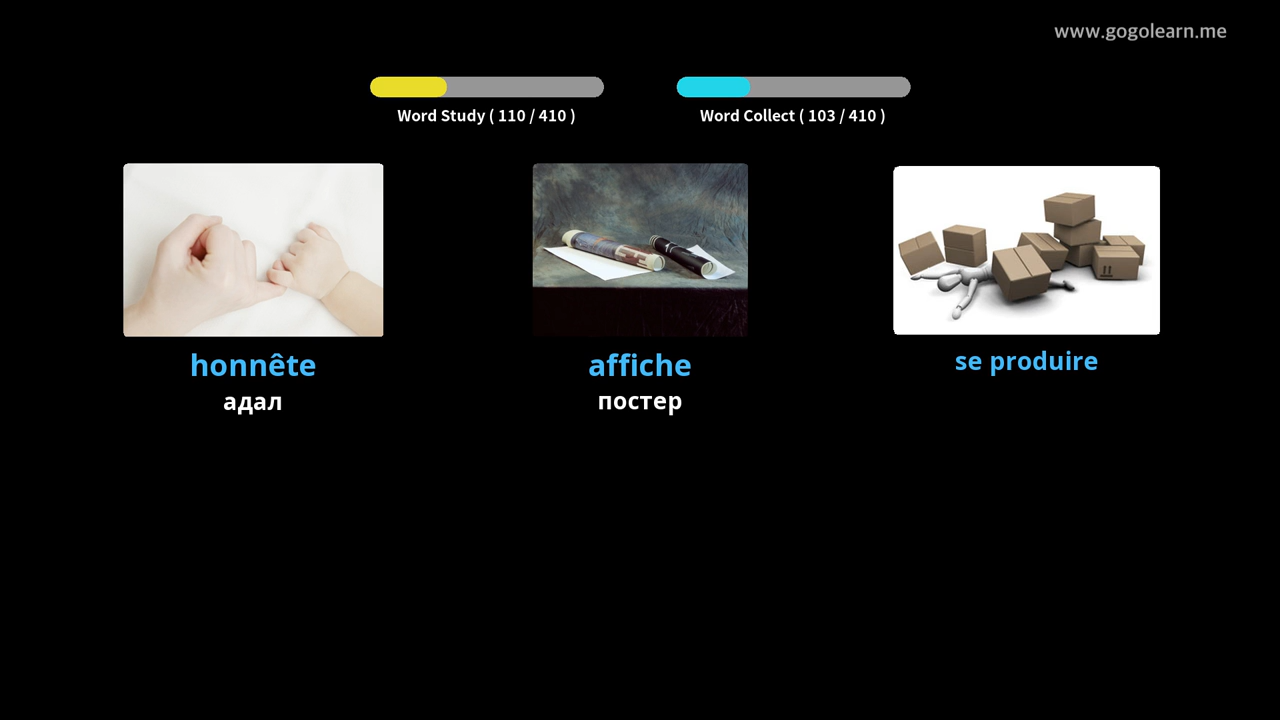 www.gogolearn.me
Word Study ( 110 / 410 )
Word Collect ( 103 / 410 )
honnête
адал
affiche
постер
se produire